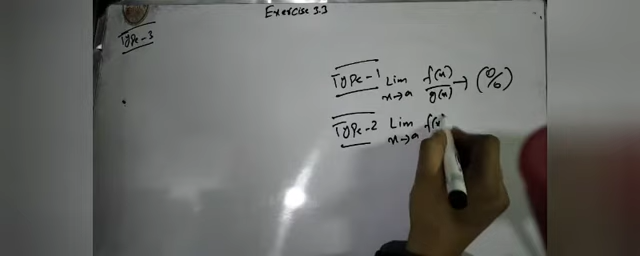 Exercise 3.3
Type-3
Type-1 Lim x→a f(x)/g(x) → (0/0)
Type-2 Lim x→a f(x)